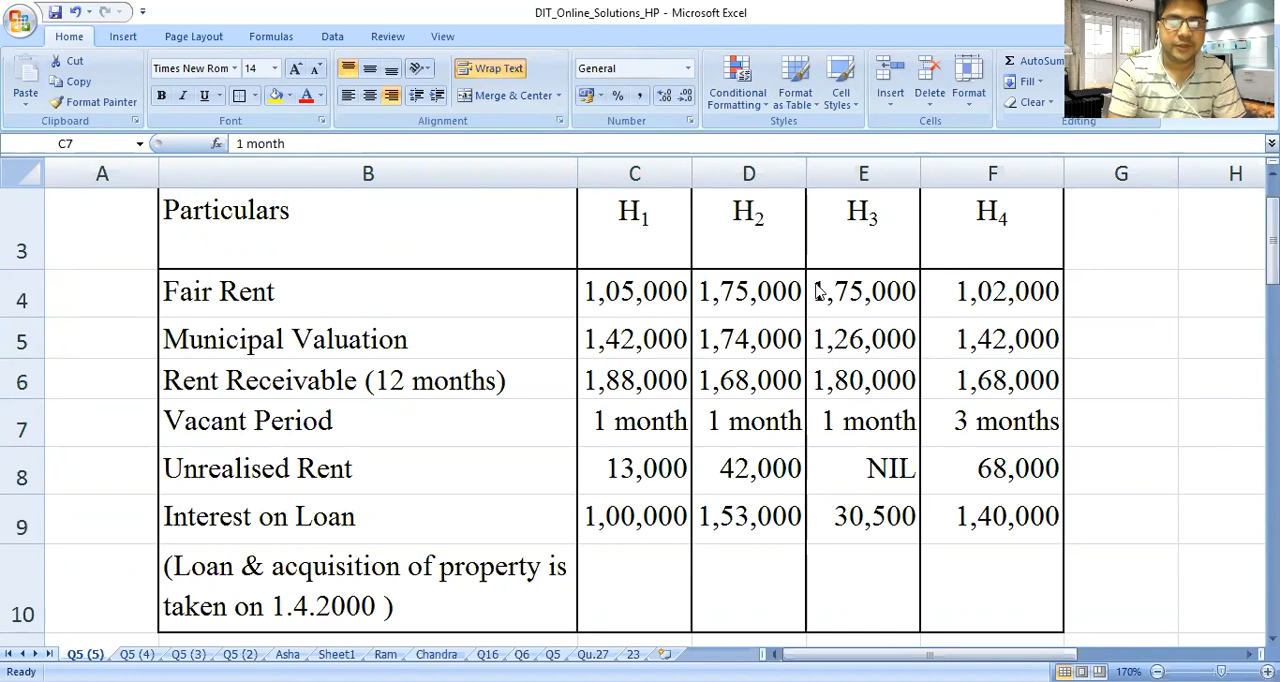 DIT_Online_Solutions_HP - Microsoft Excel
Home Insert Page Layout Formulas Data Review View
Paste Cut Copy Format Painter
Clipboard
Times New Rom 14
B I U
Font
Wrap Text
Merge & Center
Alignment
General
% ,
Number
Conditional Formatting Format as Table Cell Styles
Styles
Insert Delete Format
Cells
Σ AutoSum
Fill
Clear
Editing
C7 fx 1 month
A B C D E F G H
3 Particulars H1 H2 H3 H4
4 Fair Rent 1,05,000 1,75,000 1,75,000 1,02,000
5 Municipal Valuation 1,42,000 1,74,000 1,26,000 1,42,000
6 Rent Receivable (12 months) 1,88,000 1,68,000 1,80,000 1,68,000
7 Vacant Period 1 month 1 month 1 month 3 months
8 Unrealised Rent 13,000 42,000 NIL 68,000
9 Interest on Loan 1,00,000 1,53,000 30,500 1,40,000
(Loan & acquisition of property is
10 taken on 1.4.2000 )
Q5 (5) Q5 (4) Q5 (3) Q5 (2) Asha Sheet1 Ram Chandra Q16 Q6 Q5 Qu.27 23
Ready 170%